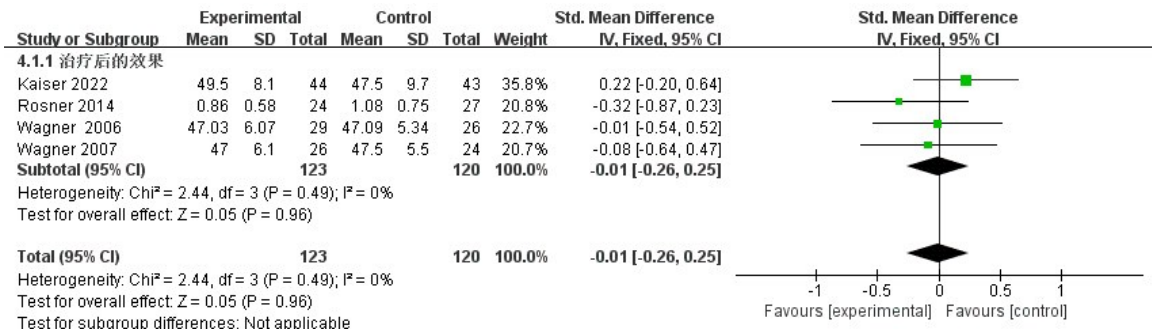 Experimental Control Std. Mean Difference Std. Mean Difference
Study or Subgroup Mean SD Total Mean SD Total Weight IV, Fixed, 95% CI IV, Fixed, 95% CI
4.1.1 治疗后的效果
Kaiser 2022 49.5 8.1 44 47.5 9.7 43 35.8% 0.22 [-0.20, 0.64]
Rosner 2014 0.86 0.58 24 1.08 0.75 27 20.8% -0.32 [-0.87, 0.23]
Wagner 2006 47.03 6.07 29 47.09 5.34 26 22.7% -0.01 [-0.54, 0.52]
Wagner 2007 47 6.1 26 47.5 5.5 24 20.7% -0.08 [-0.64, 0.47]
Subtotal (95% CI) 123 120 100.0% -0.01 [-0.26, 0.25]
Heterogeneity: Chi² = 2.44, df = 3 (P = 0.49); I² = 0%
Test for overall effect: Z = 0.05 (P = 0.96)
Total (95% CI) 123 120 100.0% -0.01 [-0.26, 0.25]
Heterogeneity: Chi² = 2.44, df = 3 (P = 0.49); I² = 0%
Test for overall effect: Z = 0.05 (P = 0.96)
Test for subgroup differences: Not applicable
-1 -0.5 0 0.5 1
Favours [experimental] Favours [control]